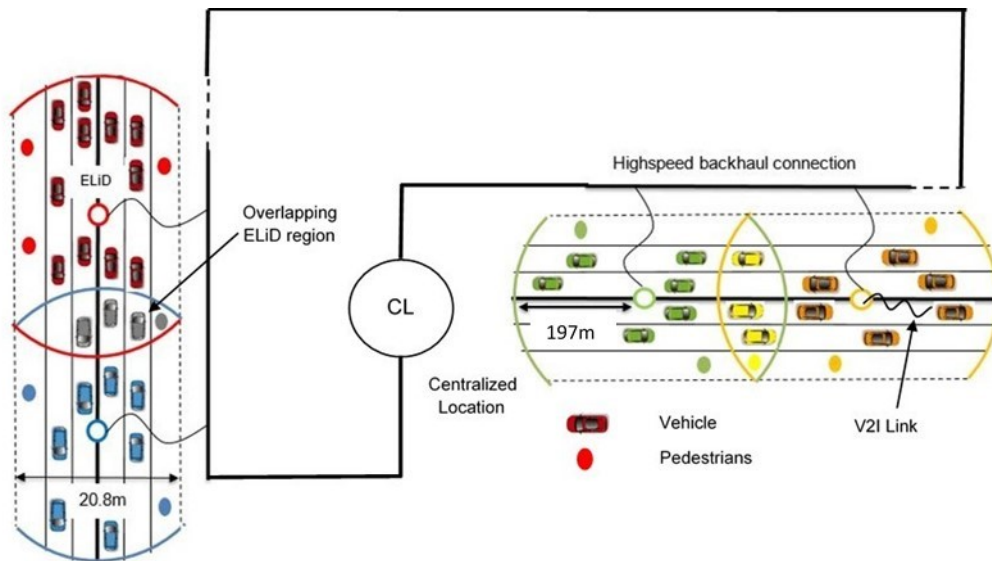 Highspeed backhaul connection
ELiD
Overlapping
ELiD region
CL
197m
Centralized
Location
Vehicle
Pedestrians
V2I Link
20.8m